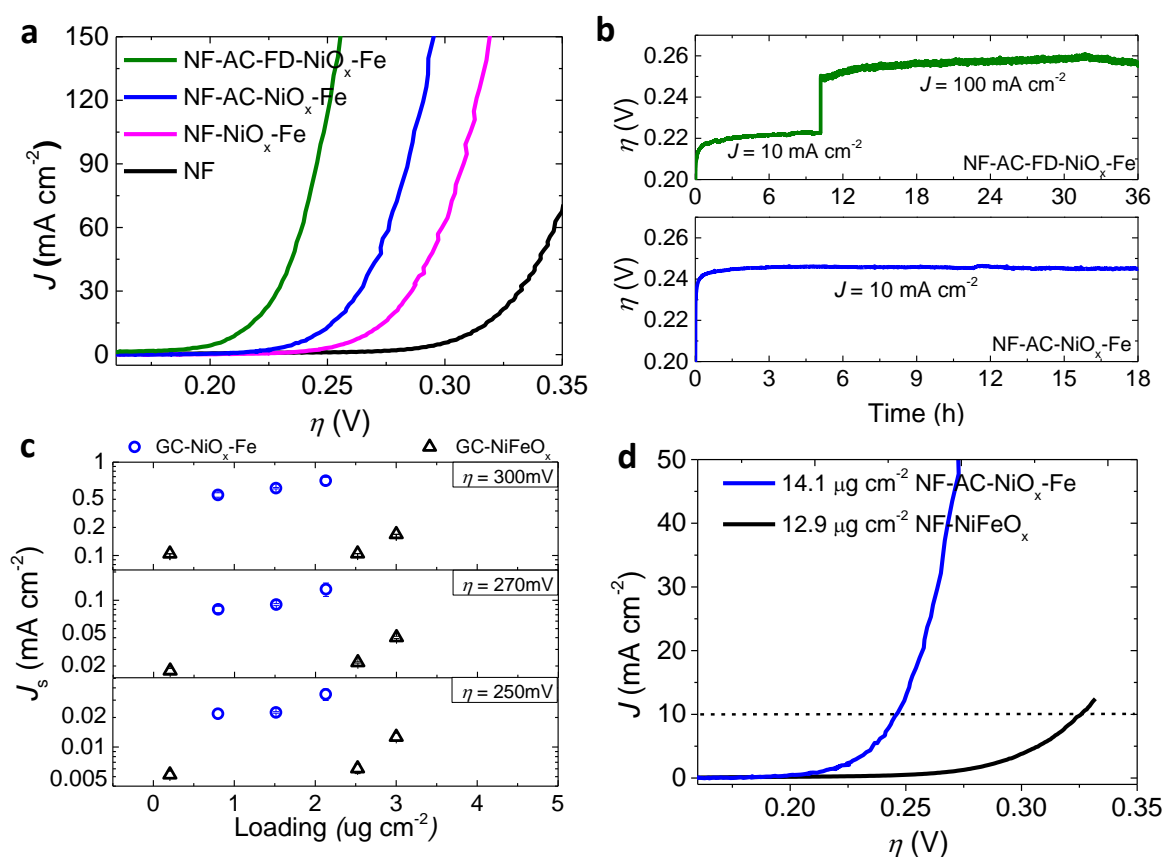 a
150
120
90
60
30
0
J (mA cm⁻²)
NF-AC-FD-NiOₓ-Fe
NF-AC-NiOₓ-Fe
NF-NiOₓ-Fe
NF
0.20 0.25 0.30 0.35
η (V)
b
0.26
0.24
0.22
0.20
η (V)
J = 100 mA cm⁻²
J = 10 mA cm⁻²
NF-AC-FD-NiOₓ-Fe
0 6 12 18 24 30 36
0.26
0.24
0.22
0.20
η (V)
J = 10 mA cm⁻²
NF-AC-NiOₓ-Fe
0 3 6 9 12 15 18
Time (h)
c
GC-NiOₓ-Fe
GC-NiFeOₓ
1
0.5
0.2
0.1
η = 300mV
0.1
0.05
0.02
η = 270mV
0.02
0.01
0.005
η = 250mV
Jₛ (mA cm⁻²)
0 1 2 3 4 5
Loading (ug cm⁻²)
d
50
40
30
20
10
0
J (mA cm⁻²)
14.1 μg cm⁻² NF-AC-NiOₓ-Fe
12.9 μg cm⁻² NF-NiFeOₓ
0.20 0.25 0.30 0.35
η (V)